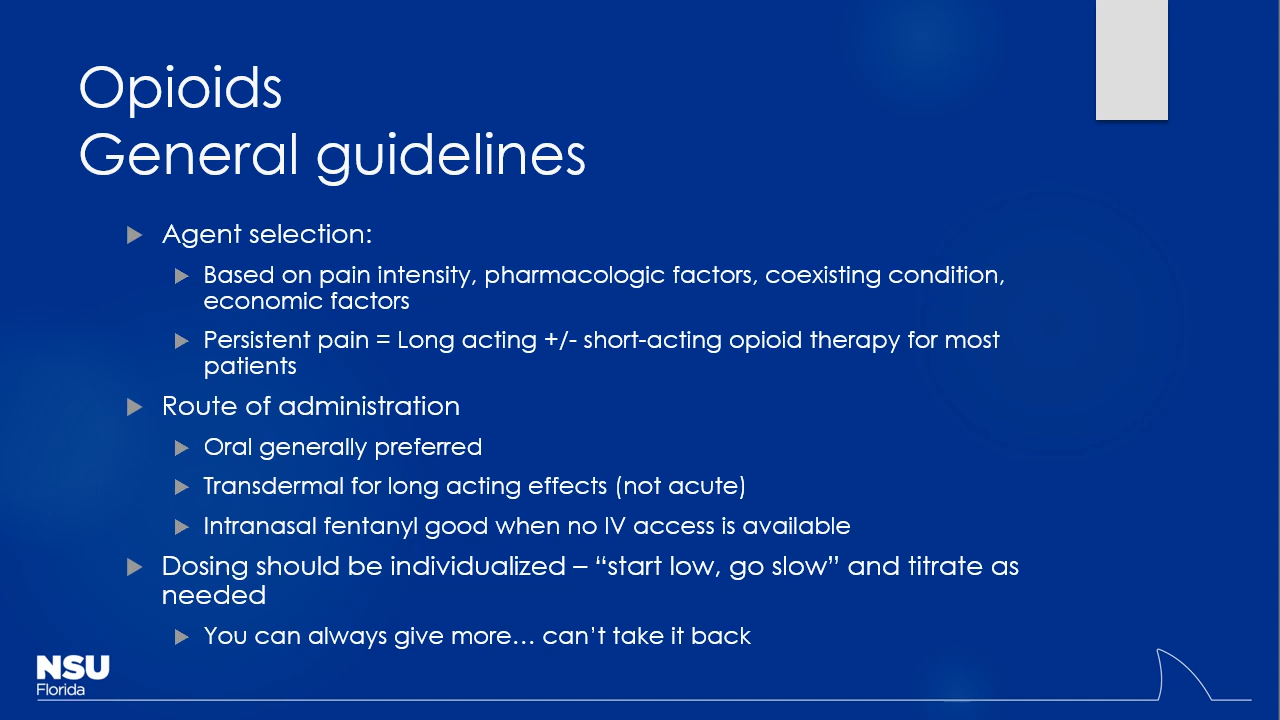 Opioids
General guidelines
Agent selection:
Based on pain intensity, pharmacologic factors, coexisting condition,
economic factors
Persistent pain = Long acting +/- short-acting opioid therapy for most
patients
Route of administration
Oral generally preferred
Transdermal for long acting effects (not acute)
Intranasal fentanyl good when no IV access is available
Dosing should be individualized – “start low, go slow” and titrate as
needed
You can always give more… can’t take it back
NSU
Florida